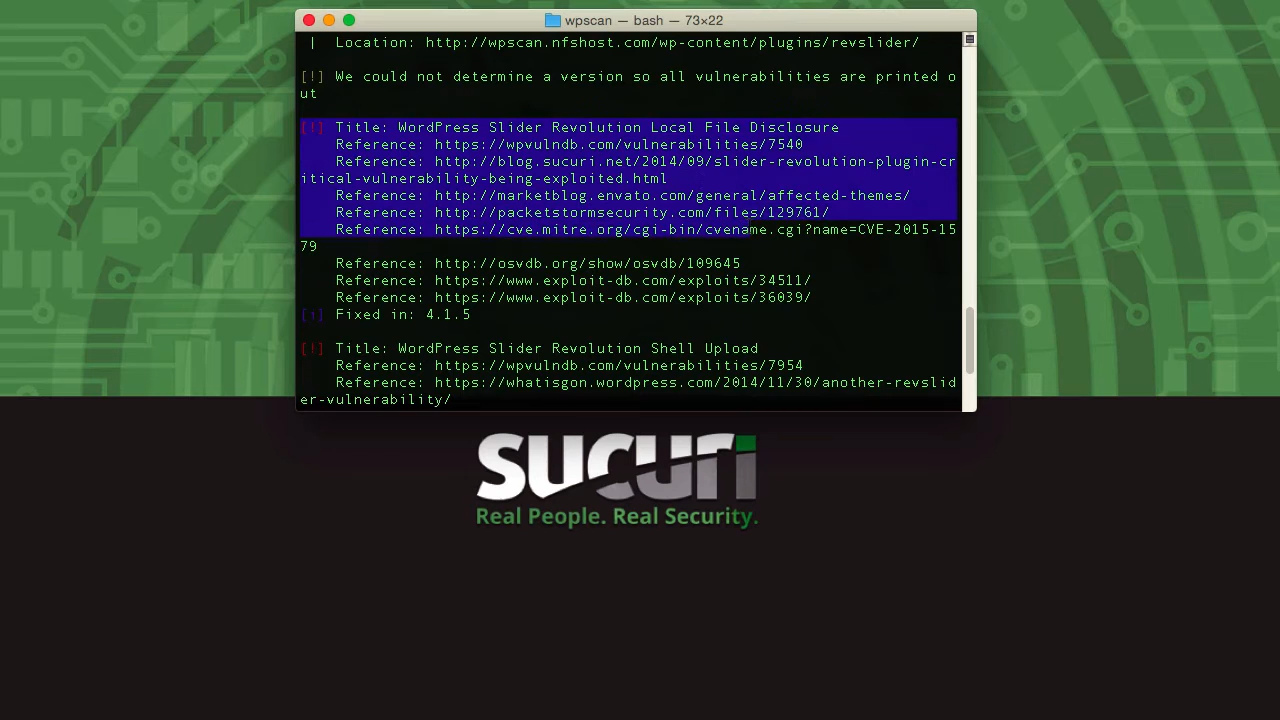 wpscan — bash — 73×22
| Location: http://wpscan.nfshost.com/wp-content/plugins/revslider/
[!] We could not determine a version so all vulnerabilities are printed o
ut
[!] Title: WordPress Slider Revolution Local File Disclosure
Reference: https://wpvulndb.com/vulnerabilities/7540
Reference: http://blog.sucuri.net/2014/09/slider-revolution-plugin-cr
itical-vulnerability-being-exploited.html
Reference: http://marketblog.envato.com/general/affected-themes/
Reference: http://packetstormsecurity.com/files/129761/
Reference: https://cve.mitre.org/cgi-bin/cvename.cgi?name=CVE-2015-15
79
Reference: http://osvdb.org/show/osvdb/109645
Reference: https://www.exploit-db.com/exploits/34511/
Reference: https://www.exploit-db.com/exploits/36039/
[i] Fixed in: 4.1.5
[!] Title: WordPress Slider Revolution Shell Upload
Reference: https://wpvulndb.com/vulnerabilities/7954
Reference: https://whatisgon.wordpress.com/2014/11/30/another-revslid
er-vulnerability/
sucuri
Real People. Real Security.